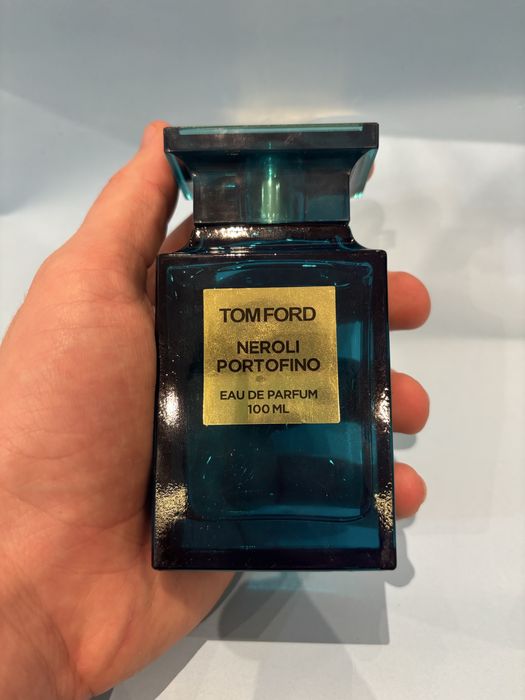 TOM FORD
NEROLI
PORTOFINO
EAU DE PARFUM
100 ML